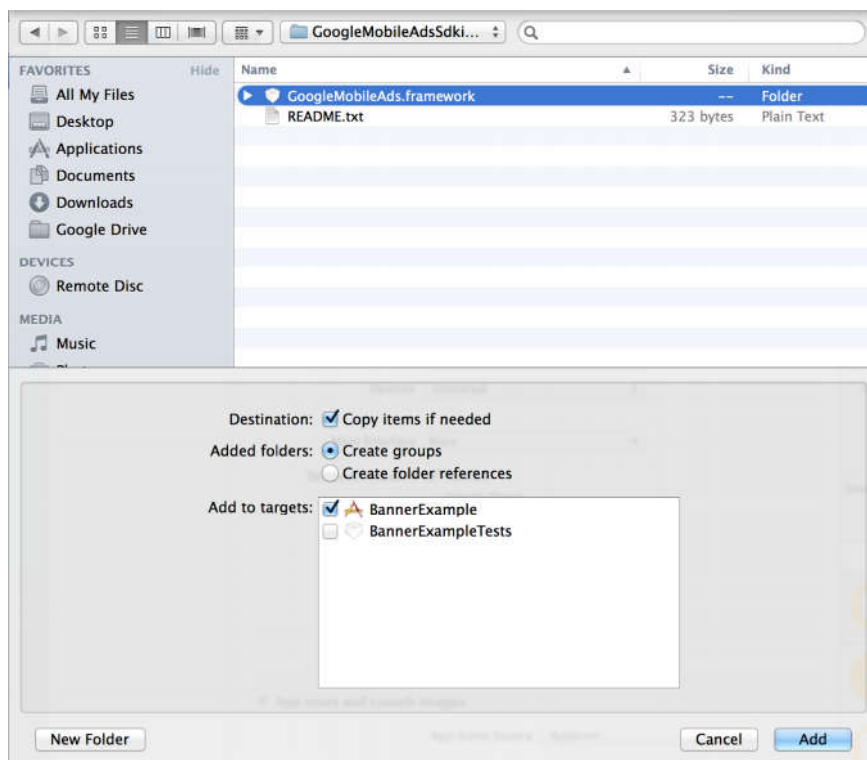 GoogleMobileAdsSdki...
FAVORITES Hide
All My Files
Desktop
Applications
Documents
Downloads
Google Drive
DEVICES
Remote Disc
MEDIA
Music
Name Size Kind
GoogleMobileAds.framework -- Folder
README.txt 323 bytes Plain Text
Destination: Copy items if needed
Added folders: Create groups
Create folder references
Add to targets: BannerExample
BannerExampleTests
New Folder Cancel Add